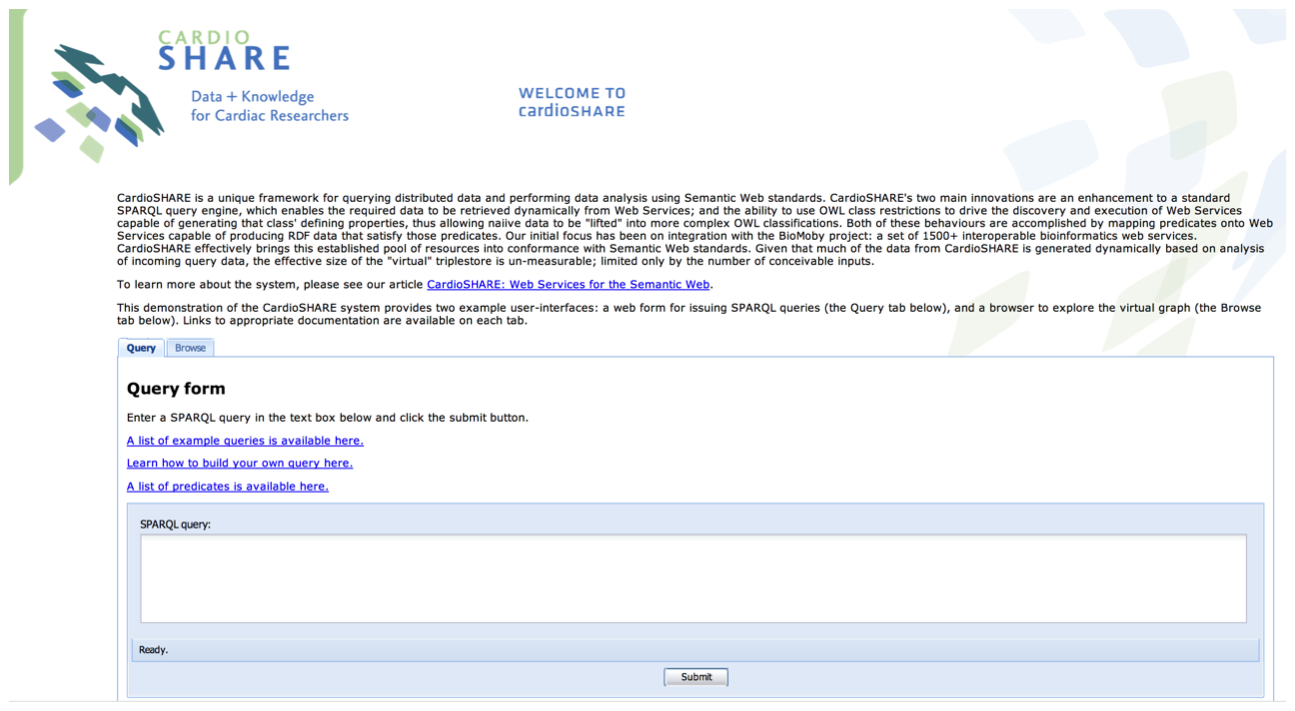 CARDIO
SHARE
Data + Knowledge
for Cardiac Researchers
WELCOME TO
cardioSHARE
CardioSHARE is a unique framework for querying distributed data and performing data analysis using Semantic Web standards. CardioSHARE's two main innovations are an enhancement to a standard
SPARQL query engine, which enables the required data to be retrieved dynamically from Web Services; and the ability to use OWL class restrictions to drive the discovery and execution of Web Services
capable of generating that class' defining properties, thus allowing naiive data to be "lifted" into more complex OWL classifications. Both of these behaviours are accomplished by mapping predicates onto Web
Services capable of producing RDF data that satisfy those predicates. Our initial focus has been on integration with the BioMoby project: a set of 1500+ interoperable bioinformatics web services.
CardioSHARE effectively brings this established pool of resources into conformance with Semantic Web standards. Given that much of the data from CardioSHARE is generated dynamically based on analysis
of incoming query data, the effective size of the "virtual" triplestore is un-measurable; limited only by the number of conceivable inputs.
To learn more about the system, please see our article CardioSHARE: Web Services for the Semantic Web.
This demonstration of the CardioSHARE system provides two example user-interfaces: a web form for issuing SPARQL queries (the Query tab below), and a browser to explore the virtual graph (the Browse
tab below). Links to appropriate documentation are available on each tab.
Query Browse
Query form
Enter a SPARQL query in the text box below and click the submit button.
A list of example queries is available here.
Learn how to build your own query here.
A list of predicates is available here.
SPARQL query:
Ready.
Submit